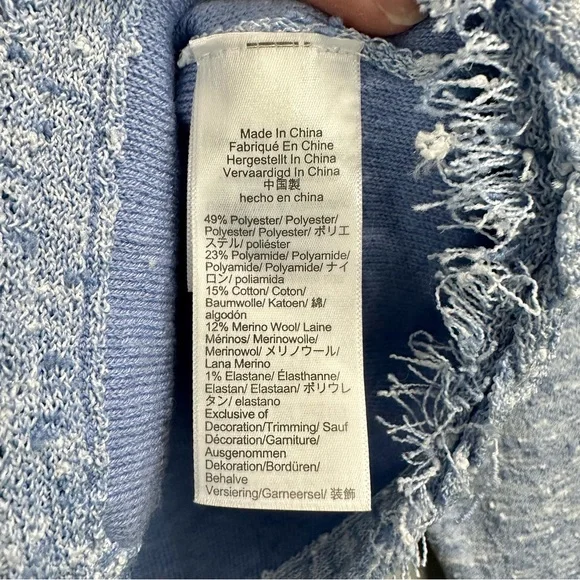 Made In China
Fabriqué En Chine
Hergestellt In China
Vervaardigd In China
中国製
hecho en china
49% Polyester/ Polyester/
Polyester/ Polyester/ ポリエ
ステル/ poliéster
23% Polyamide/ Polyamide/
Polyamide/ Polyamide/ ナイ
ロン/ poliamida
15% Cotton/ Coton/
Baumwolle/ Katoen/ 綿/
algodón
12% Merino Wool/ Laine
Mérinos/ Merinowolle/
Merinowol/ メリノウール/
Lana Merino
1% Elastane/ Élasthanne/
Elastan/ Elastaan/ ポリウレ
タン/ elastano
Exclusive of
Decoration/Trimming/ Sauf
Décoration/Garniture/
Ausgenommen
Dekoration/Bordüren/
Behalve
Versiering/Garneersel/ 装飾